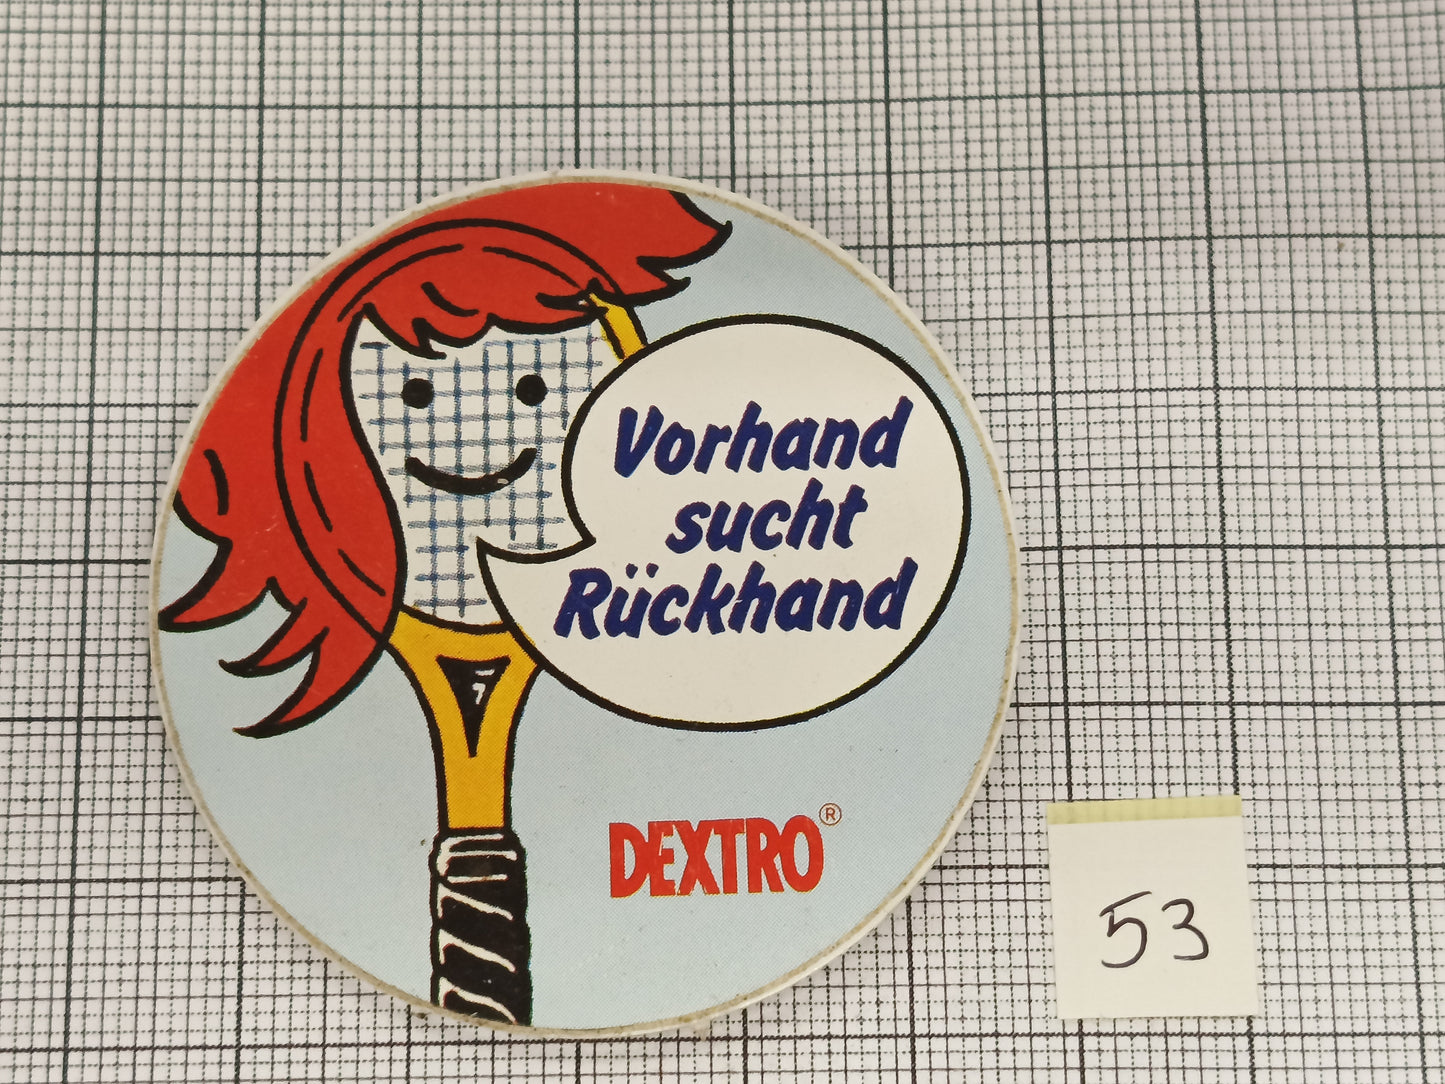 Vorhand
sucht
Rückhand
DEXTRO®
53